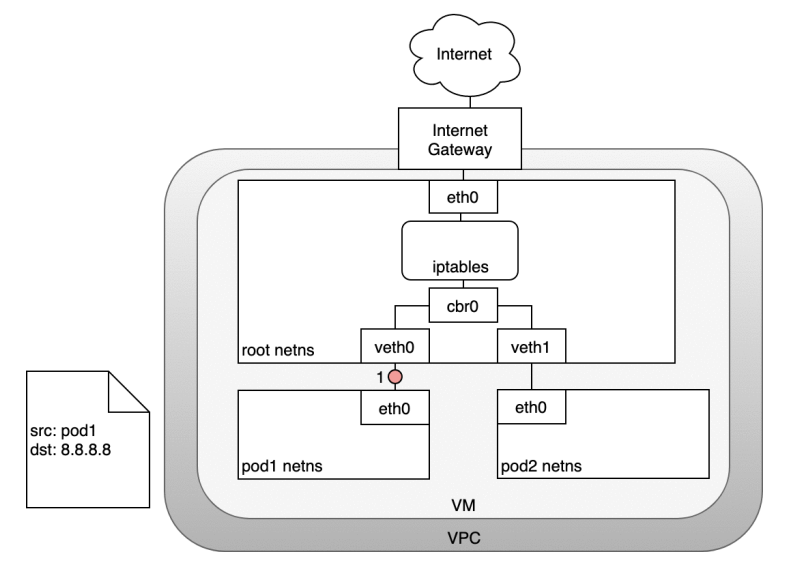 Internet
Internet
Gateway
eth0
iptables
cbr0
root netns
veth0
veth1
1
eth0
eth0
src: pod1
dst: 8.8.8.8
pod1 netns
pod2 netns
VM
VPC